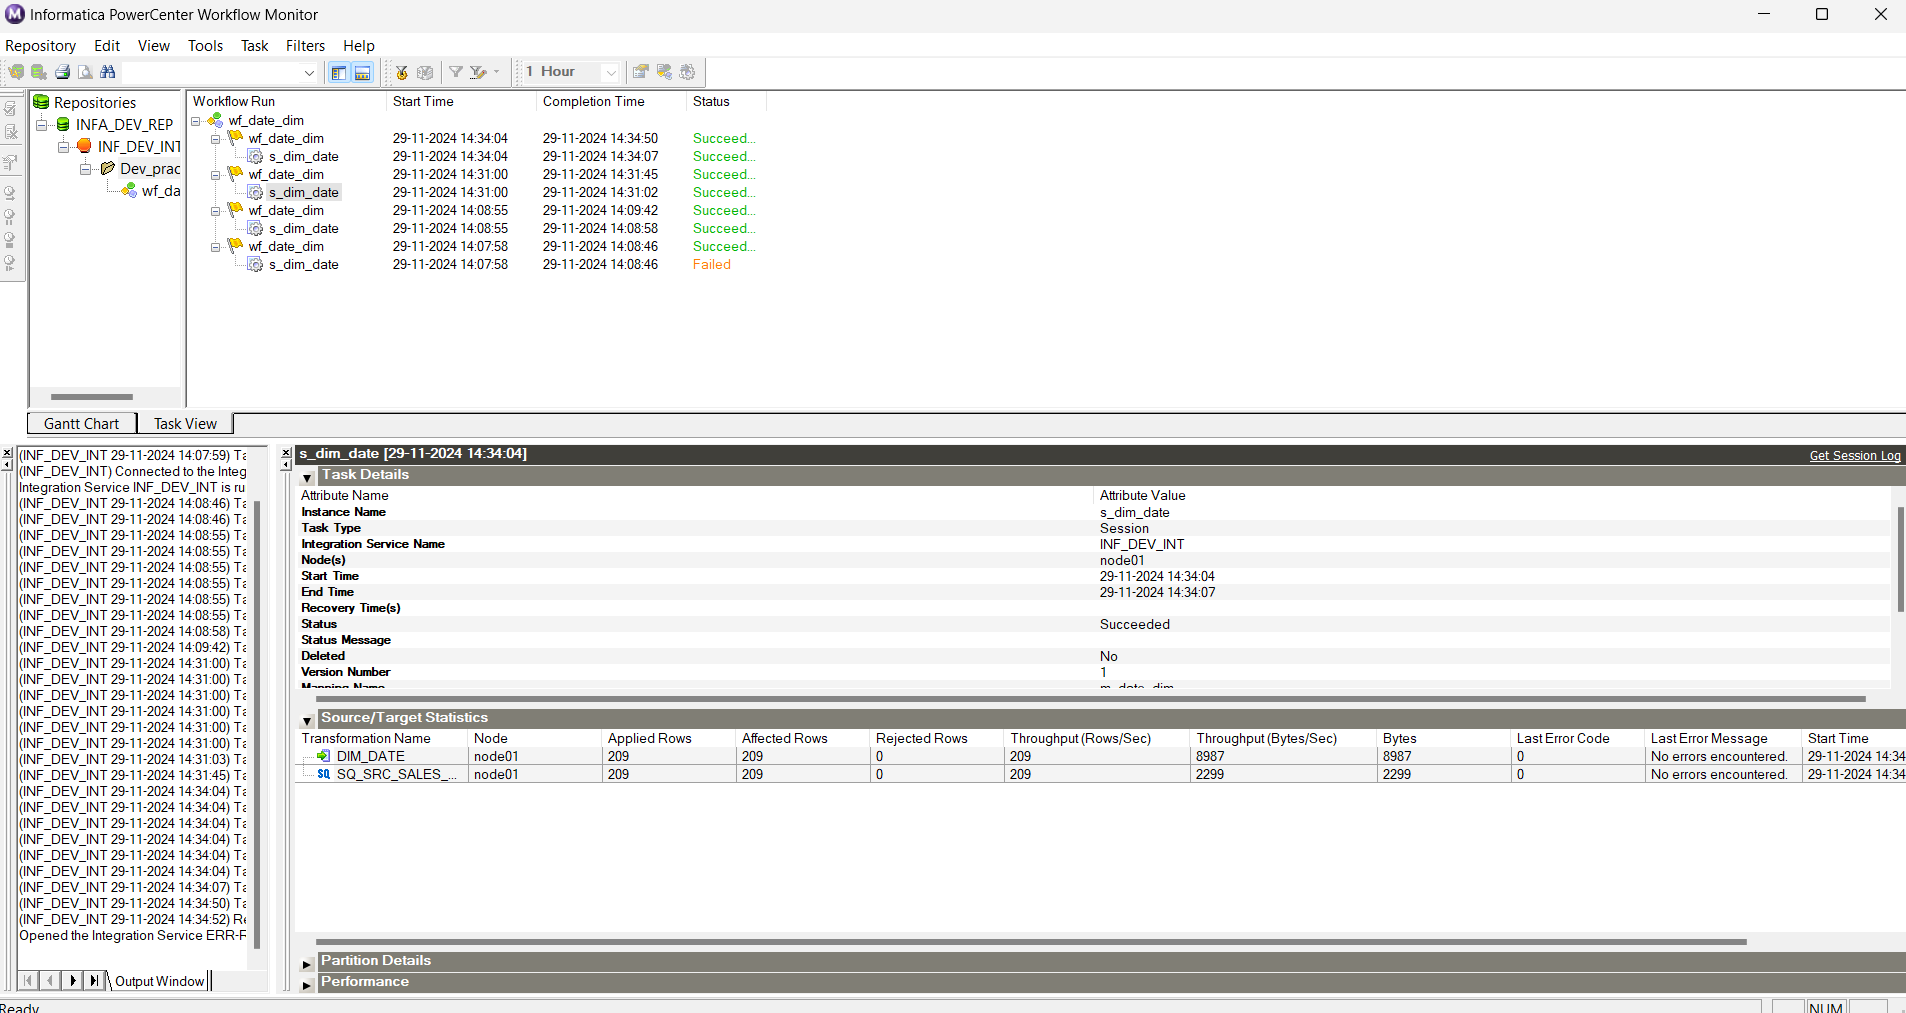 Informatica PowerCenter Workflow Monitor
Repository Edit View Tools Task Filters Help
1 Hour
Repositories
INFA_DEV_REP
INF_DEV_INT
Dev_prac
wf_da
Workflow Run Start Time Completion Time Status
wf_date_dim
wf_date_dim 29-11-2024 14:34:04 29-11-2024 14:34:50 Succeed...
s_dim_date 29-11-2024 14:34:04 29-11-2024 14:34:07 Succeed...
wf_date_dim 29-11-2024 14:31:00 29-11-2024 14:31:45 Succeed...
s_dim_date 29-11-2024 14:31:00 29-11-2024 14:31:02 Succeed...
wf_date_dim 29-11-2024 14:08:55 29-11-2024 14:09:42 Succeed...
s_dim_date 29-11-2024 14:08:55 29-11-2024 14:08:58 Succeed...
wf_date_dim 29-11-2024 14:07:58 29-11-2024 14:08:46 Succeed...
s_dim_date 29-11-2024 14:07:58 29-11-2024 14:08:46 Failed
Gantt Chart Task View
(INF_DEV_INT 29-11-2024 14:07:59) Ta
(INF_DEV_INT) Connected to the Integ
Integration Service INF_DEV_INT is ru
(INF_DEV_INT 29-11-2024 14:08:46) Ta
(INF_DEV_INT 29-11-2024 14:08:46) Ta
(INF_DEV_INT 29-11-2024 14:08:55) Ta
(INF_DEV_INT 29-11-2024 14:08:55) Ta
(INF_DEV_INT 29-11-2024 14:08:55) Ta
(INF_DEV_INT 29-11-2024 14:08:55) Ta
(INF_DEV_INT 29-11-2024 14:08:55) Ta
(INF_DEV_INT 29-11-2024 14:08:55) Ta
(INF_DEV_INT 29-11-2024 14:08:58) Ta
(INF_DEV_INT 29-11-2024 14:09:42) Ta
(INF_DEV_INT 29-11-2024 14:31:00) Ta
(INF_DEV_INT 29-11-2024 14:31:00) Ta
(INF_DEV_INT 29-11-2024 14:31:00) Ta
(INF_DEV_INT 29-11-2024 14:31:00) Ta
(INF_DEV_INT 29-11-2024 14:31:00) Ta
(INF_DEV_INT 29-11-2024 14:31:00) Ta
(INF_DEV_INT 29-11-2024 14:31:03) Ta
(INF_DEV_INT 29-11-2024 14:31:45) Ta
(INF_DEV_INT 29-11-2024 14:34:04) Ta
(INF_DEV_INT 29-11-2024 14:34:04) Ta
(INF_DEV_INT 29-11-2024 14:34:04) Ta
(INF_DEV_INT 29-11-2024 14:34:04) Ta
(INF_DEV_INT 29-11-2024 14:34:04) Ta
(INF_DEV_INT 29-11-2024 14:34:04) Ta
(INF_DEV_INT 29-11-2024 14:34:07) Ta
(INF_DEV_INT 29-11-2024 14:34:50) Ta
(INF_DEV_INT 29-11-2024 14:34:52) Re
Opened the Integration Service ERR-F
Output Window
s_dim_date [29-11-2024 14:34:04] Get Session Log
Task Details
Attribute Name Attribute Value
Instance Name s_dim_date
Task Type Session
Integration Service Name INF_DEV_INT
Node(s) node01
Start Time 29-11-2024 14:34:04
End Time 29-11-2024 14:34:07
Recovery Time(s)
Status Succeeded
Status Message
Deleted No
Version Number 1
Mapping Name m_date_dim
Source/Target Statistics
Transformation Name Node Applied Rows Affected Rows Rejected Rows Throughput (Rows/Sec) Throughput (Bytes/Sec) Bytes Last Error Code Last Error Message Start Time
DIM_DATE node01 209 209 0 209 8987 8987 0 No errors encountered. 29-11-2024 14:34
SQ SQ_SRC_SALES_... node01 209 209 0 209 2299 2299 0 No errors encountered. 29-11-2024 14:34
Partition Details
Performance
Ready NUM